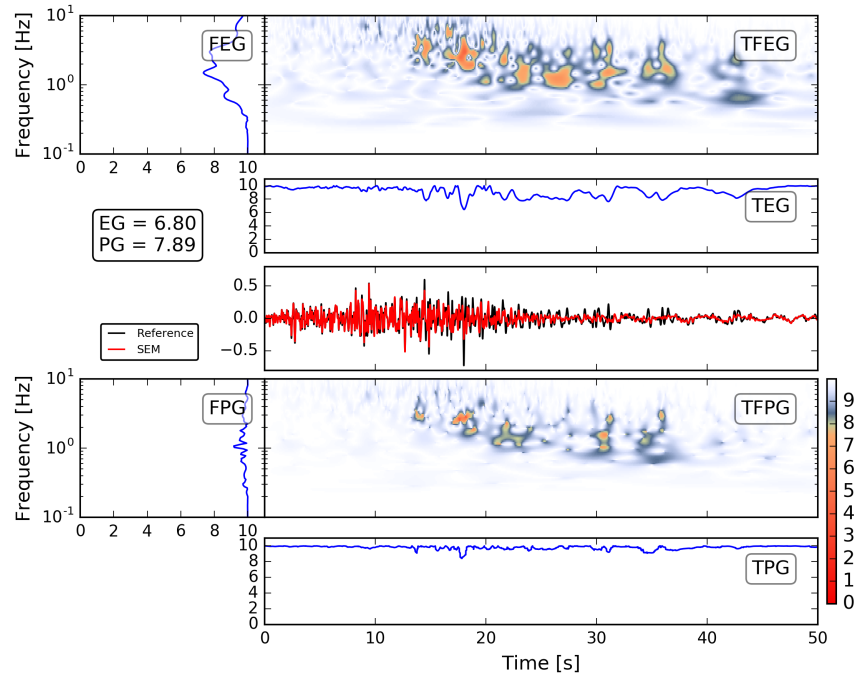 10¹
10⁰
10⁻¹
Frequency [Hz]
FEG
TFEG
0 2 4 6 8 10
10
8
6
4
2
0
TEG
EG = 6.80
PG = 7.89
0.5
0.0
−0.5
Reference
SEM
10¹
10⁰
10⁻¹
Frequency [Hz]
FPG
TFPG
9
8
7
6
5
4
3
2
1
0
0 2 4 6 8 10
10
8
6
4
2
0
TPG
0 10 20 30 40 50
Time [s]